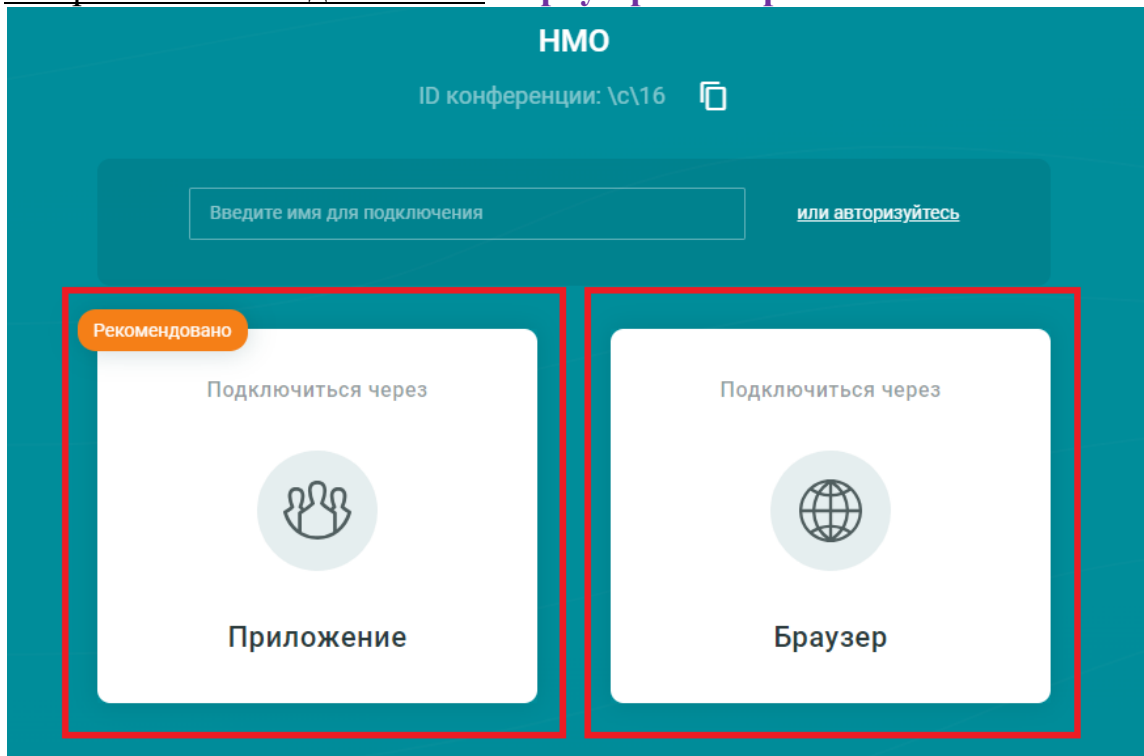 НМО
ID конференции: \c\16
Введите имя для подключения
или авторизуйтесь
Рекомендовано
Подключиться через
Приложение
Подключиться через
Браузер